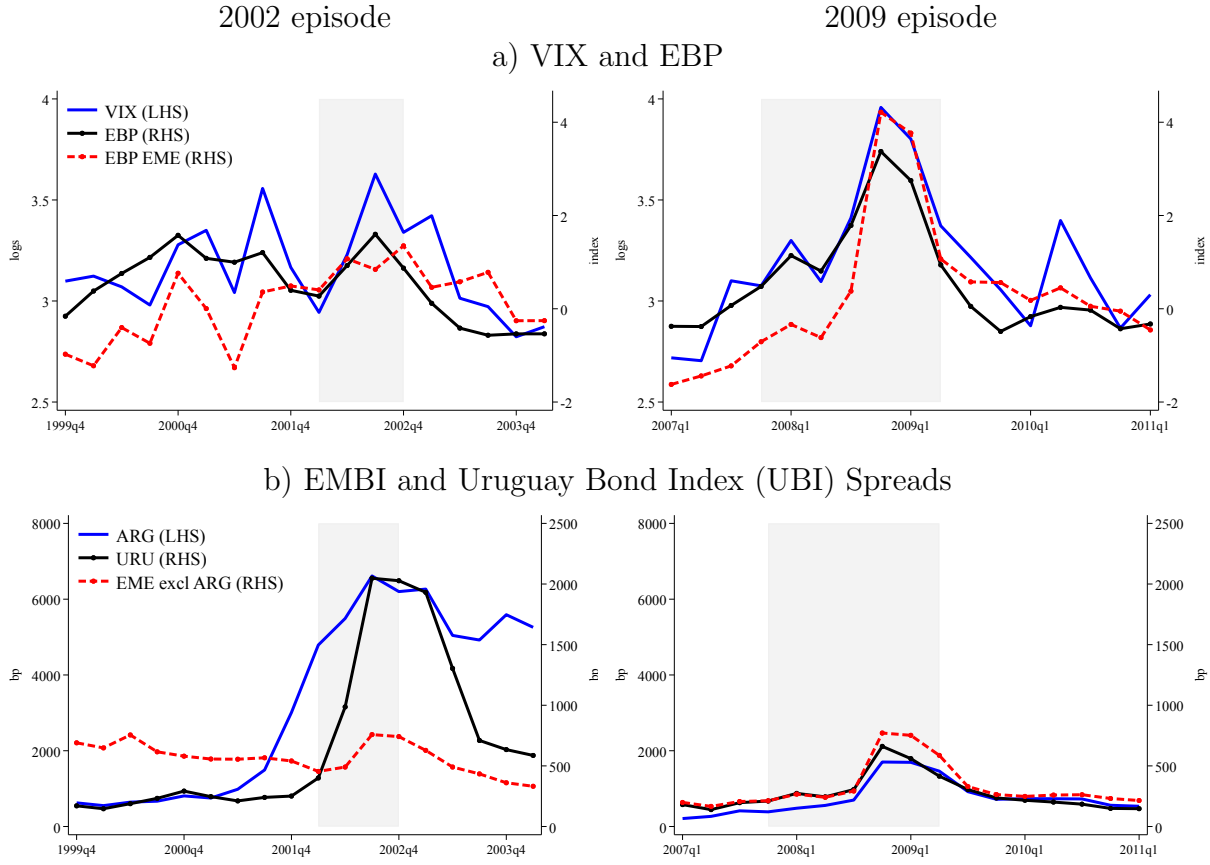 2002 episode 2009 episode
a) VIX and EBP
VIX (LHS)
EBP (RHS)
EBP EME (RHS)
4
3.5
3
2.5
logs
4
2
0
-2
index
1999q4 2000q4 2001q4 2002q4 2003q4
4
3.5
3
2.5
logs
4
2
0
-2
index
2007q1 2008q1 2009q1 2010q1 2011q1
b) EMBI and Uruguay Bond Index (UBI) Spreads
ARG (LHS)
URU (RHS)
EME excl ARG (RHS)
8000
6000
4000
2000
0
bp
2500
2000
1500
1000
500
0
bp
1999q4 2000q4 2001q4 2002q4 2003q4
8000
6000
4000
2000
0
bp
2500
2000
1500
1000
500
0
bp
2007q1 2008q1 2009q1 2010q1 2011q1